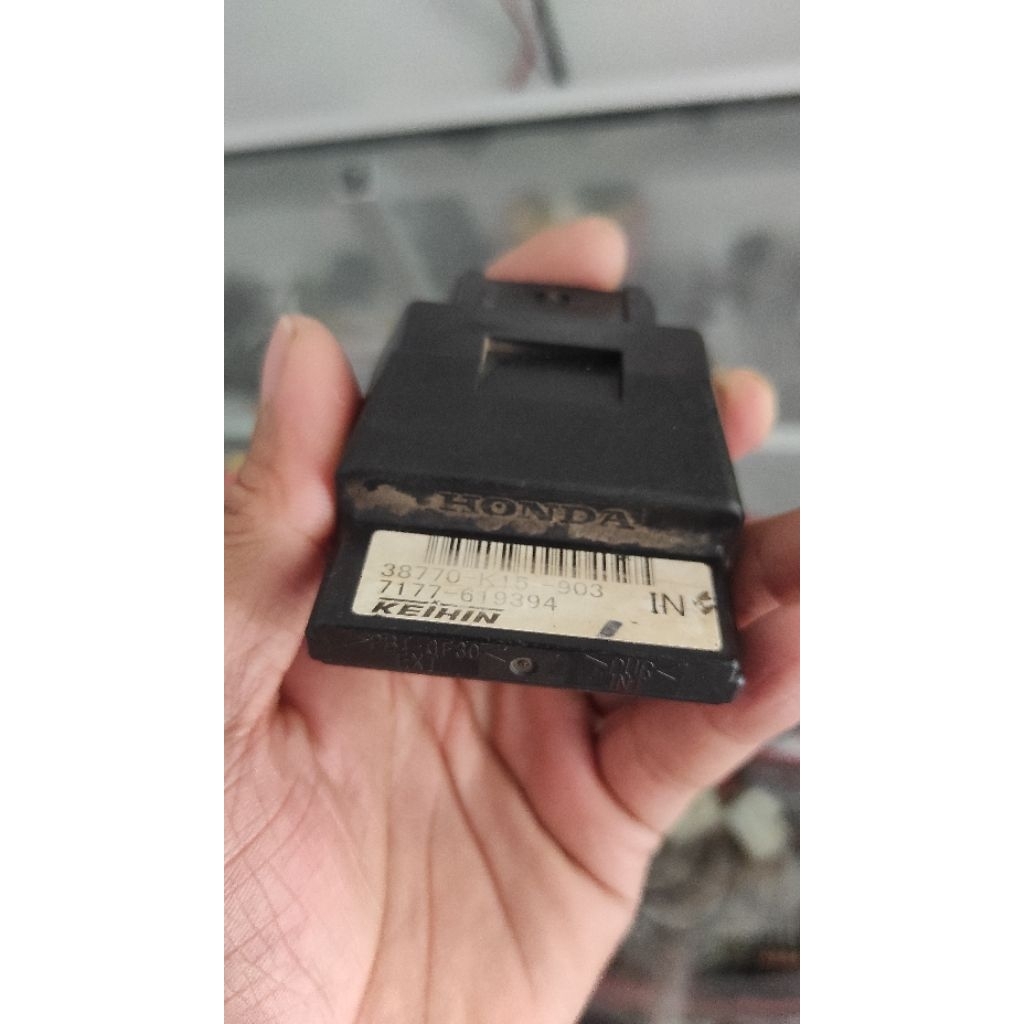 HONDA
38770-K15-903
7177-619394
KEIHIN
IN